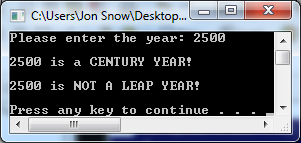 C:\Users\Jon Snow\Desktop...
Please enter the year: 2500
2500 is a CENTURY YEAR!
2500 is NOT A LEAP YEAR!
Press any key to continue . . .